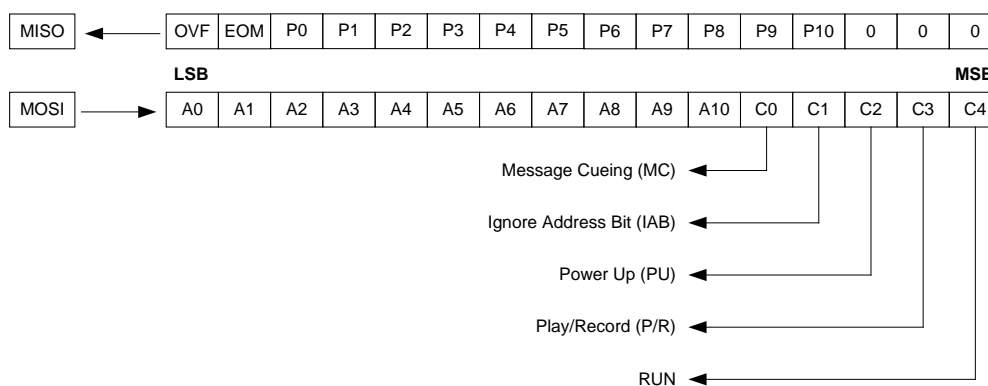 MISO OVF EOM P0 P1 P2 P3 P4 P5 P6 P7 P8 P9 P10 0 0 0
LSB MSB
MOSI A0 A1 A2 A3 A4 A5 A6 A7 A8 A9 A10 C0 C1 C2 C3 C4
Message Cueing (MC)
Ignore Address Bit (IAB)
Power Up (PU)
Play/Record (P/R)
RUN